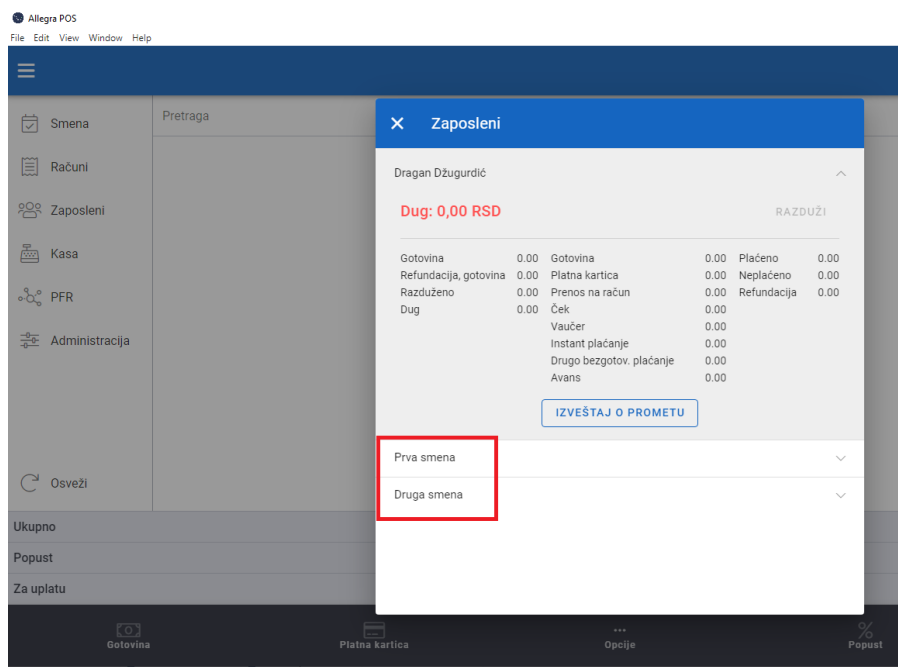 Allegra POS
File Edit View Window Help
Smena
Računi
Zaposleni
Kasa
PFR
Administracija
Osveži
Pretraga
Zaposleni
Dragan Džugurdić
Dug: 0,00 RSD RAZDUŽI
Gotovina 0.00 Gotovina 0.00 Plaćeno 0.00
Refundacija, gotovina 0.00 Platna kartica 0.00 Neplaćeno 0.00
Razduženo 0.00 Prenos na račun 0.00 Refundacija 0.00
Dug 0.00 Ček 0.00
Vaučer 0.00
Instant plaćanje 0.00
Drugo bezgotov. plaćanje 0.00
Avans 0.00
IZVEŠTAJ O PROMETU
Prva smena
Druga smena
Ukupno
Popust
Za uplatu
Gotovina Platna kartica Opcije Popust